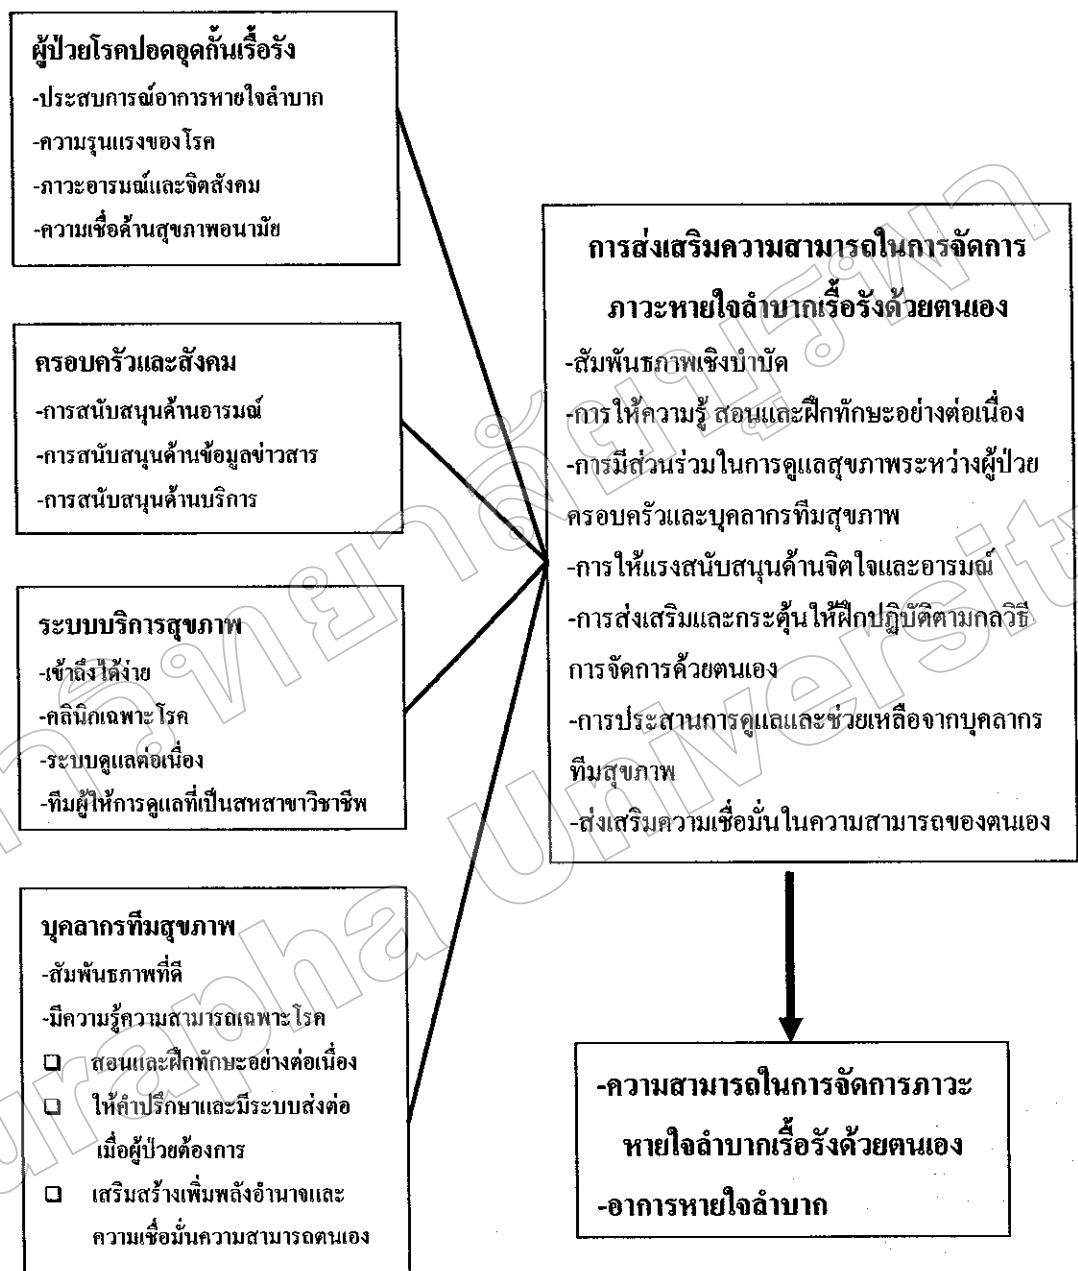 ผู้ป่วยโรคปอดอุดกั้นเรื้อรัง
-ประสบการณ์อาการหายใจลำบาก
-ความรุนแรงของโรค
-ภาวะอารมณ์และจิตสังคม
-ความเชื่อด้านสุขภาพอนามัย
ครอบครัวและสังคม
-การสนับสนุนด้านอารมณ์
-การสนับสนุนด้านข้อมูลข่าวสาร
-การสนับสนุนด้านบริการ
ระบบบริการสุขภาพ
-เข้าถึงได้ง่าย
-คลินิกเฉพาะโรค
-ระบบดูแลต่อเนื่อง
-ทีมผู้ให้การดูแลที่เป็นสหสาขาวิชาชีพ
บุคลากรทีมสุขภาพ
-สัมพันธภาพที่ดี
-มีความรู้ความสามารถเฉพาะโรค
❑ สอนและฝึกทักษะอย่างต่อเนื่อง
❑ ให้คำปรึกษาและมีระบบส่งต่อ
เมื่อผู้ป่วยต้องการ
❑ เสริมสร้างเพิ่มพลังอำนาจและ
ความเชื่อมั่นความสามารถตนเอง
การส่งเสริมความสามารถในการจัดการ
ภาวะหายใจลำบากเรื้อรังด้วยตนเอง
-สัมพันธภาพเชิงบำบัด
-การให้ความรู้ สอนและฝึกทักษะอย่างต่อเนื่อง
-การมีส่วนร่วมในการดูแลสุขภาพระหว่างผู้ป่วย
ครอบครัวและบุคลากรทีมสุขภาพ
-การให้แรงสนับสนุนด้านจิตใจและอารมณ์
-การส่งเสริมและกระตุ้นให้ฝึกปฏิบัติตามกลวิธี
การจัดการด้วยตนเอง
-การประสานการดูแลและช่วยเหลือจากบุคลากร
ทีมสุขภาพ
-ส่งเสริมความเชื่อมั่นในความสามารถของตนเอง
-ความสามารถในการจัดการภาวะ
หายใจลำบากเรื้อรังด้วยตนเอง
-อาการหายใจลำบาก